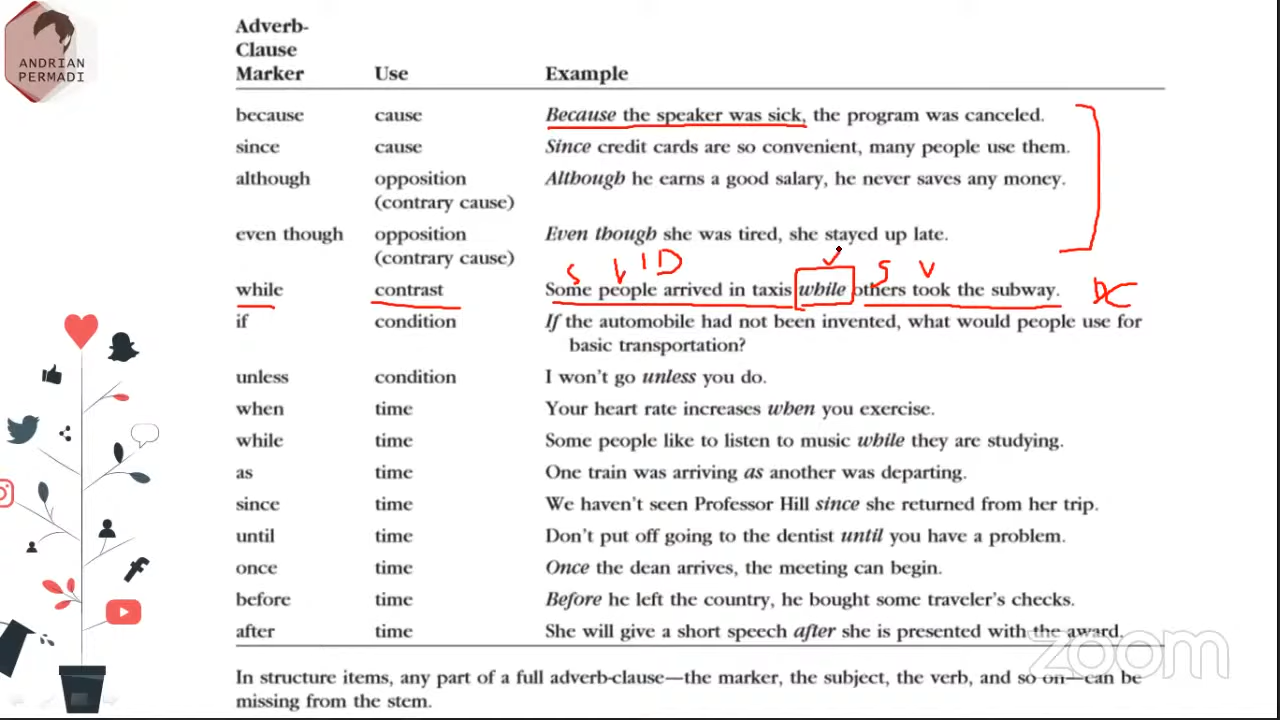 ANDRIAN
PERMADI
Adverb-
Clause
Marker Use Example
because cause Because the speaker was sick, the program was canceled.
since cause Since credit cards are so convenient, many people use them.
although opposition Although he earns a good salary, he never saves any money.
(contrary cause)
even though opposition Even though she was tired, she stayed up late.
(contrary cause)
S V ID S V
while contrast Some people arrived in taxis while others took the subway. DC
if condition If the automobile had not been invented, what would people use for
basic transportation?
unless condition I won't go unless you do.
when time Your heart rate increases when you exercise.
while time Some people like to listen to music while they are studying.
as time One train was arriving as another was departing.
since time We haven't seen Professor Hill since she returned from her trip.
until time Don't put off going to the dentist until you have a problem.
once time Once the dean arrives, the meeting can begin.
before time Before he left the country, he bought some traveler's checks.
after time She will give a short speech after she is presented with the award.
zoom
In structure items, any part of a full adverb-clause—the marker, the subject, the verb, and so on—can be
missing from the stem.